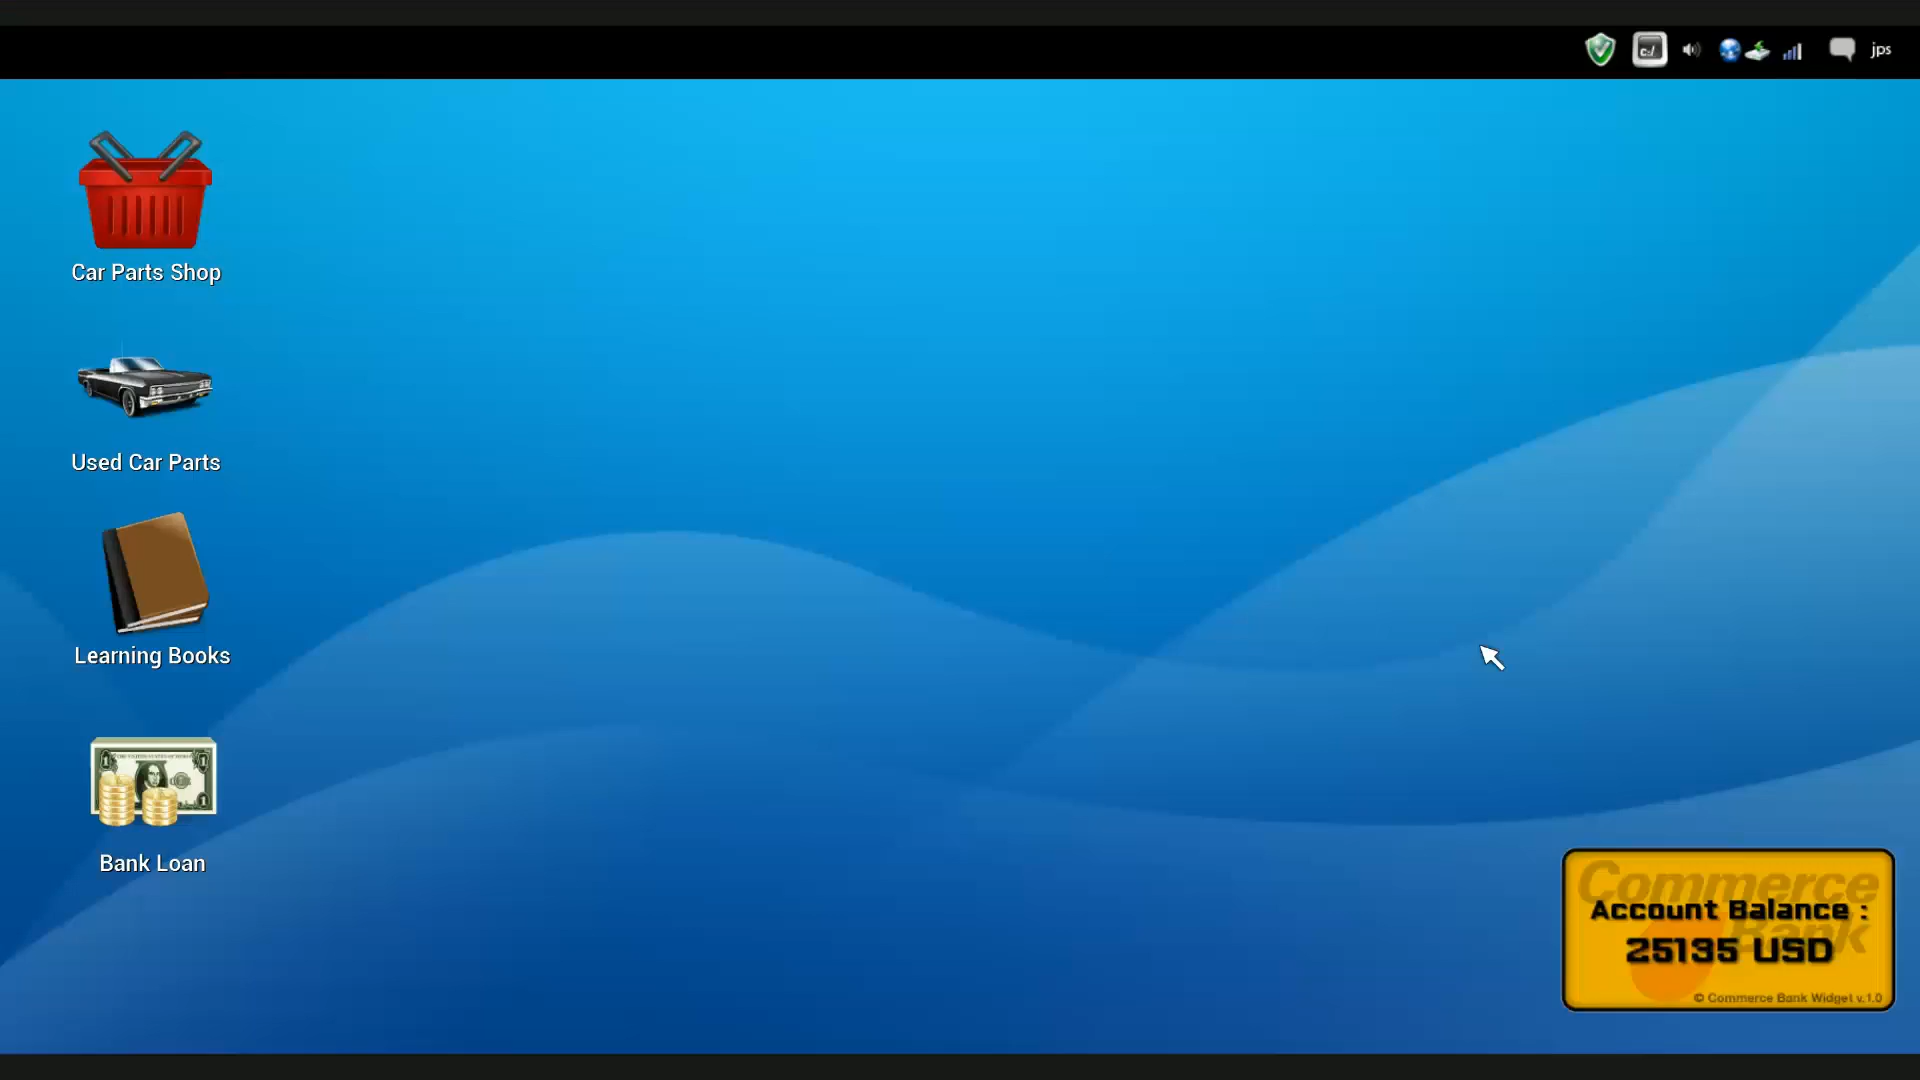 c:/
jps
Car Parts Shop
Used Car Parts
Learning Books
Bank Loan
Commerce
Bank
Account Balance :
25135 USD
© Commerce Bank Widget v.1.0